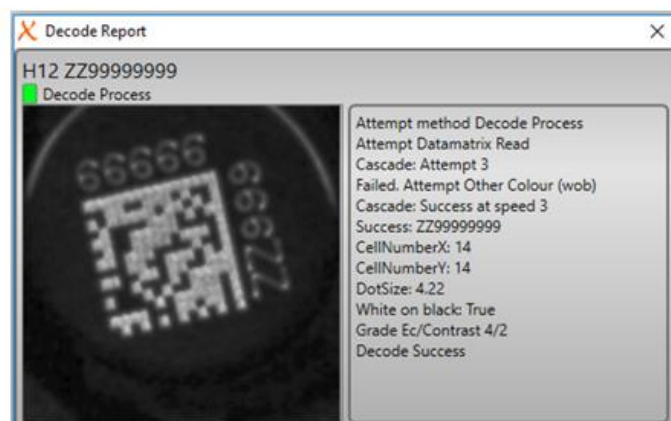 Decode Report
H12 ZZ99999999
Decode Process
ZZ999
99999
Attempt method Decode Process
Attempt Datamatrix Read
Cascade: Attempt 3
Failed. Attempt Other Colour (wob)
Cascade: Success at speed 3
Success: ZZ99999999
CellNumberX: 14
CellNumberY: 14
DotSize: 4.22
White on black: True
Grade Ec/Contrast 4/2
Decode Success